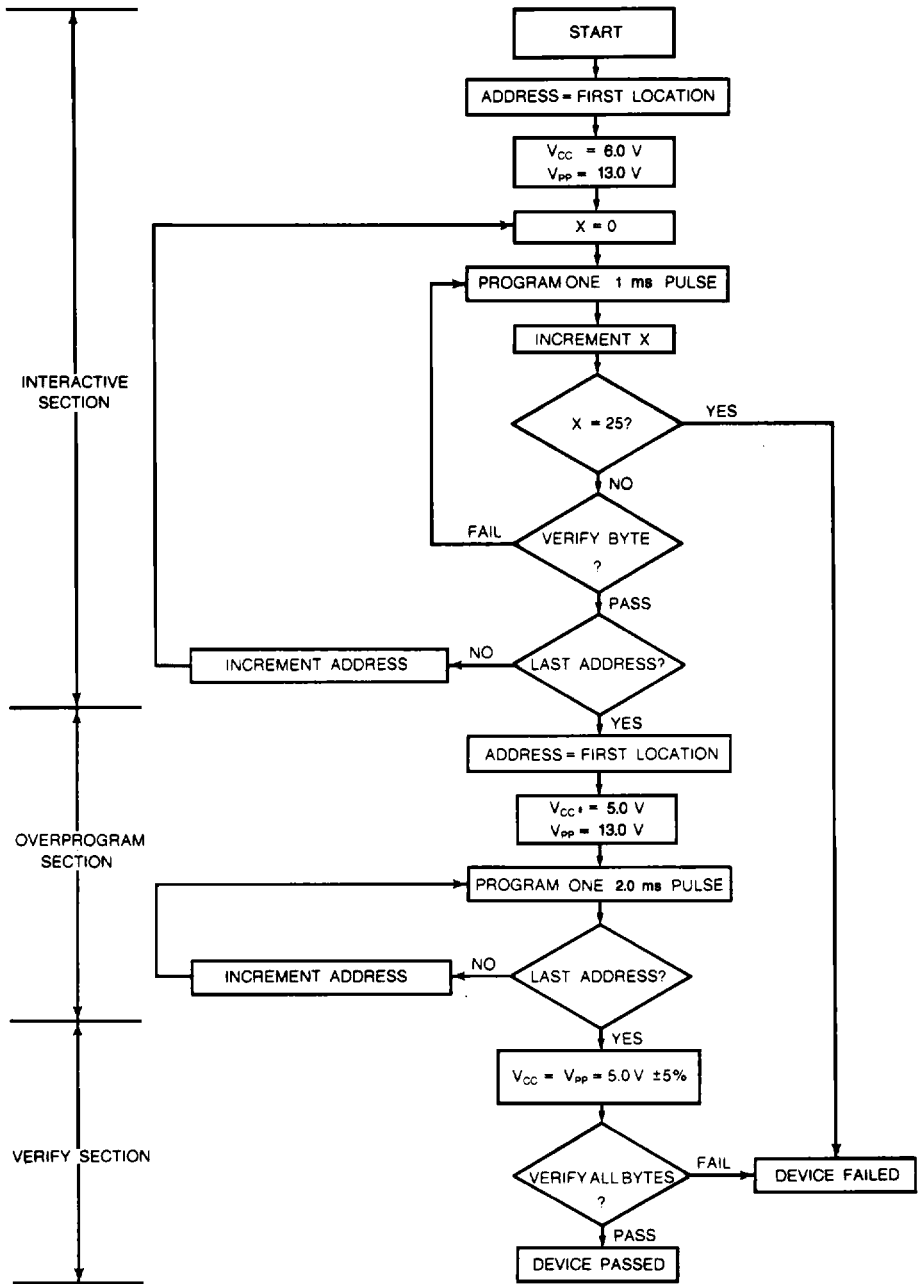 START
ADDRESS = FIRST LOCATION
VCC = 6.0 V
VPP = 13.0 V
X = 0
PROGRAM ONE 1 ms PULSE
INCREMENT X
INTERACTIVE
SECTION
X = 25?
YES
NO
FAIL
VERIFY BYTE
?
PASS
INCREMENT ADDRESS
NO
LAST ADDRESS?
YES
ADDRESS = FIRST LOCATION
VCC = 5.0 V
VPP = 13.0 V
OVERPROGRAM
SECTION
PROGRAM ONE 2.0 ms PULSE
INCREMENT ADDRESS
NO
LAST ADDRESS?
YES
VCC = VPP = 5.0 V ±5%
VERIFY SECTION
VERIFY ALL BYTES
?
FAIL
DEVICE FAILED
PASS
DEVICE PASSED